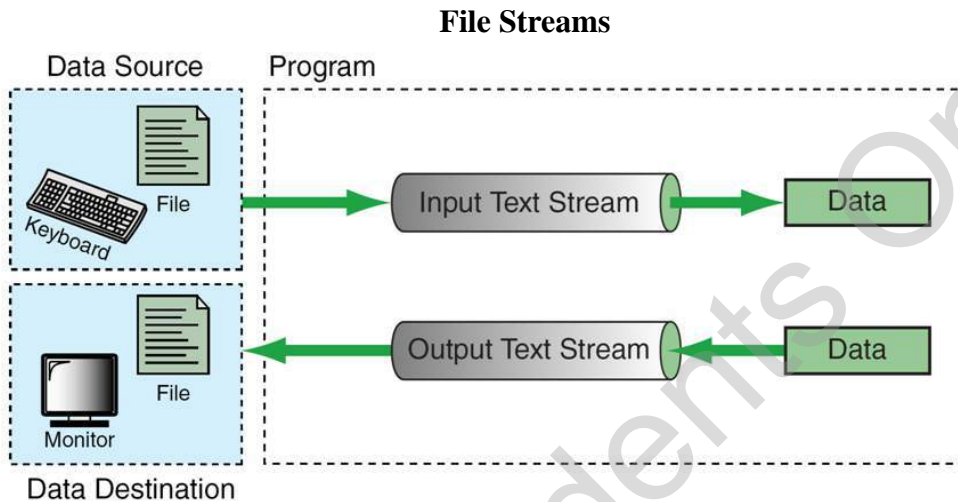 File Streams
Data Source
Program
File
Keyboard
Input Text Stream
Data
File
Monitor
Output Text Stream
Data
Data Destination